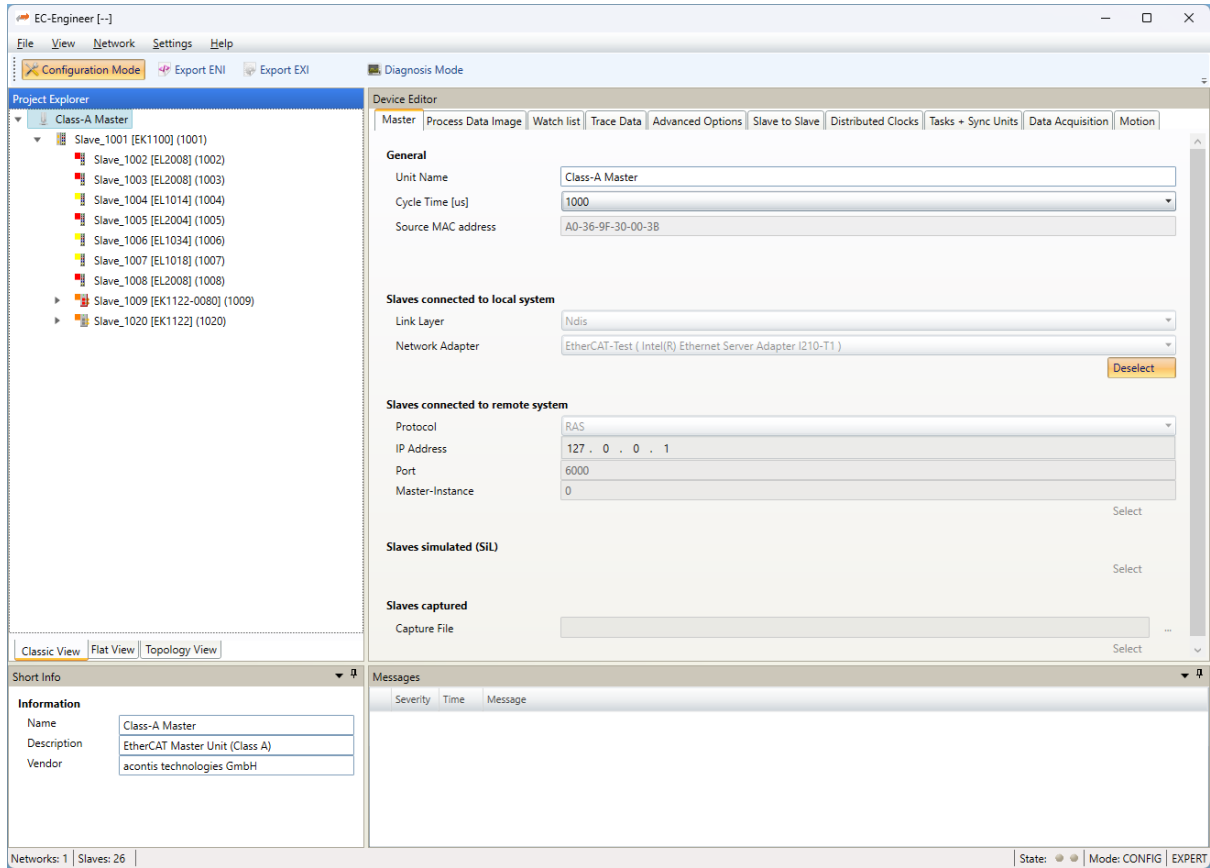 EC-Engineer [--]
File View Network Settings Help
Configuration Mode Export ENI Export EXI Diagnosis Mode
Project Explorer
Class-A Master
Slave_1001 [EK1100] (1001)
Slave_1002 [EL2008] (1002)
Slave_1003 [EL2008] (1003)
Slave_1004 [EL1014] (1004)
Slave_1005 [EL2004] (1005)
Slave_1006 [EL1034] (1006)
Slave_1007 [EL1018] (1007)
Slave_1008 [EL2008] (1008)
Slave_1009 [EK1122-0080] (1009)
Slave_1020 [EK1122] (1020)
Classic View Flat View Topology View
Device Editor
Master Process Data Image Watch list Trace Data Advanced Options Slave to Slave Distributed Clocks Tasks + Sync Units Data Acquisition Motion
General
Unit Name Class-A Master
Cycle Time [us] 1000
Source MAC address A0-36-9F-30-00-3B
Slaves connected to local system
Link Layer Ndis
Network Adapter EtherCAT-Test ( Intel(R) Ethernet Server Adapter I210-T1 )
Deselect
Slaves connected to remote system
Protocol RAS
IP Address 127 . 0 . 0 . 1
Port 6000
Master-Instance 0
Select
Slaves simulated (SiL)
Select
Slaves captured
Capture File ...
Select
Short Info
Information
Name Class-A Master
Description EtherCAT Master Unit (Class A)
Vendor acontis technologies GmbH
Messages
Severity Time Message
Networks: 1 Slaves: 26 State: Mode: CONFIG EXPERT